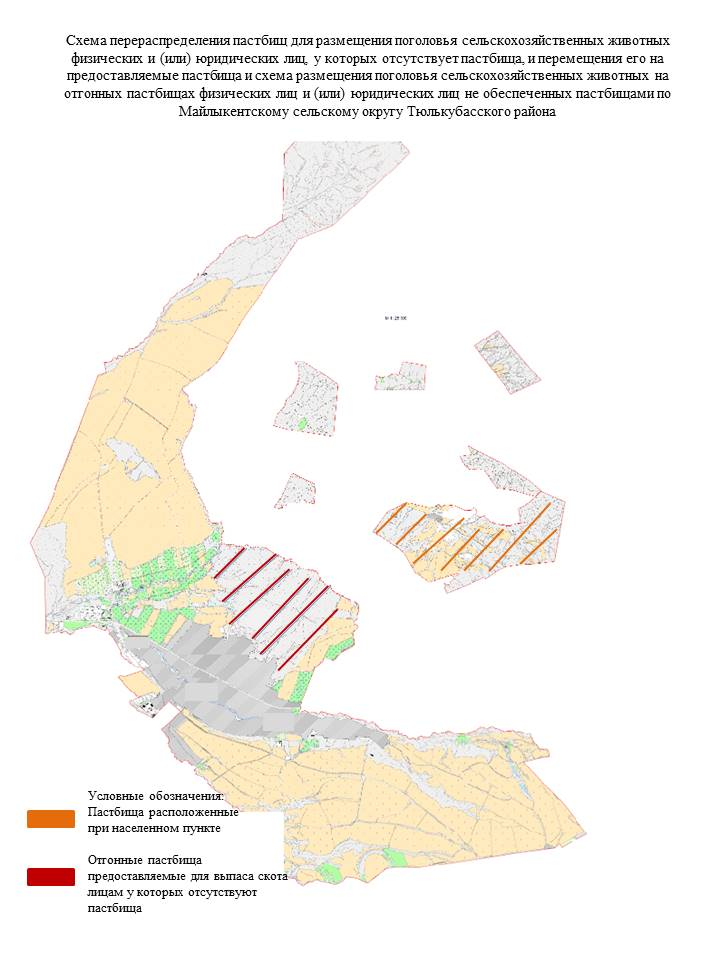 Схема перераспределения пастбищ для размещения поголовья сельскохозяйственных животных
физических и (или) юридических лиц, у которых отсутствует пастбища, и перемещения его на
предоставляемые пастбища и схема размещения поголовья сельскохозяйственных животных на
отгонных пастбищах физических лиц и (или) юридических лиц не обеспеченных пастбищами по
Майлыкентскому сельскому округу Тюлькубасского района
Условные обозначения:
Пастбища расположенные
при населенном пункте
Отгонные пастбища
предоставляемые для выпаса скота
лицам у которых отсутствуют
пастбища